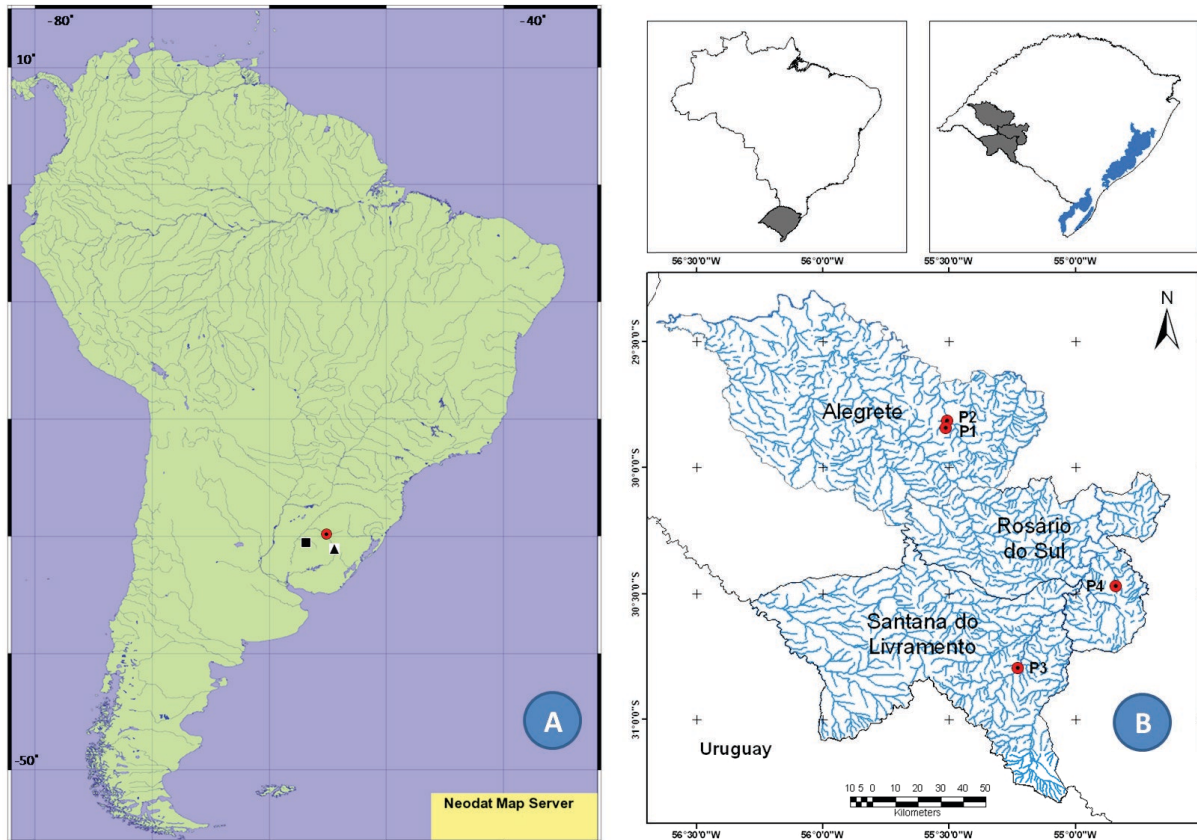 -80°
-40°
10°
-50°
A
Neodat Map Server
56°30'0"W
56°0'0"W
55°30'0"W
55°0'0"W
N
29°30'0"S
30°0'0"S
30°30'0"S
31°0'0"S
Alegrete
P2
P1
Rosário
do Sul
P4
Santana do
Livramento
P3
Uruguay
B
10 5 0 10 20 30 40 50
Kilometers
56°30'0"W
56°0'0"W
55°30'0"W
55°0'0"W